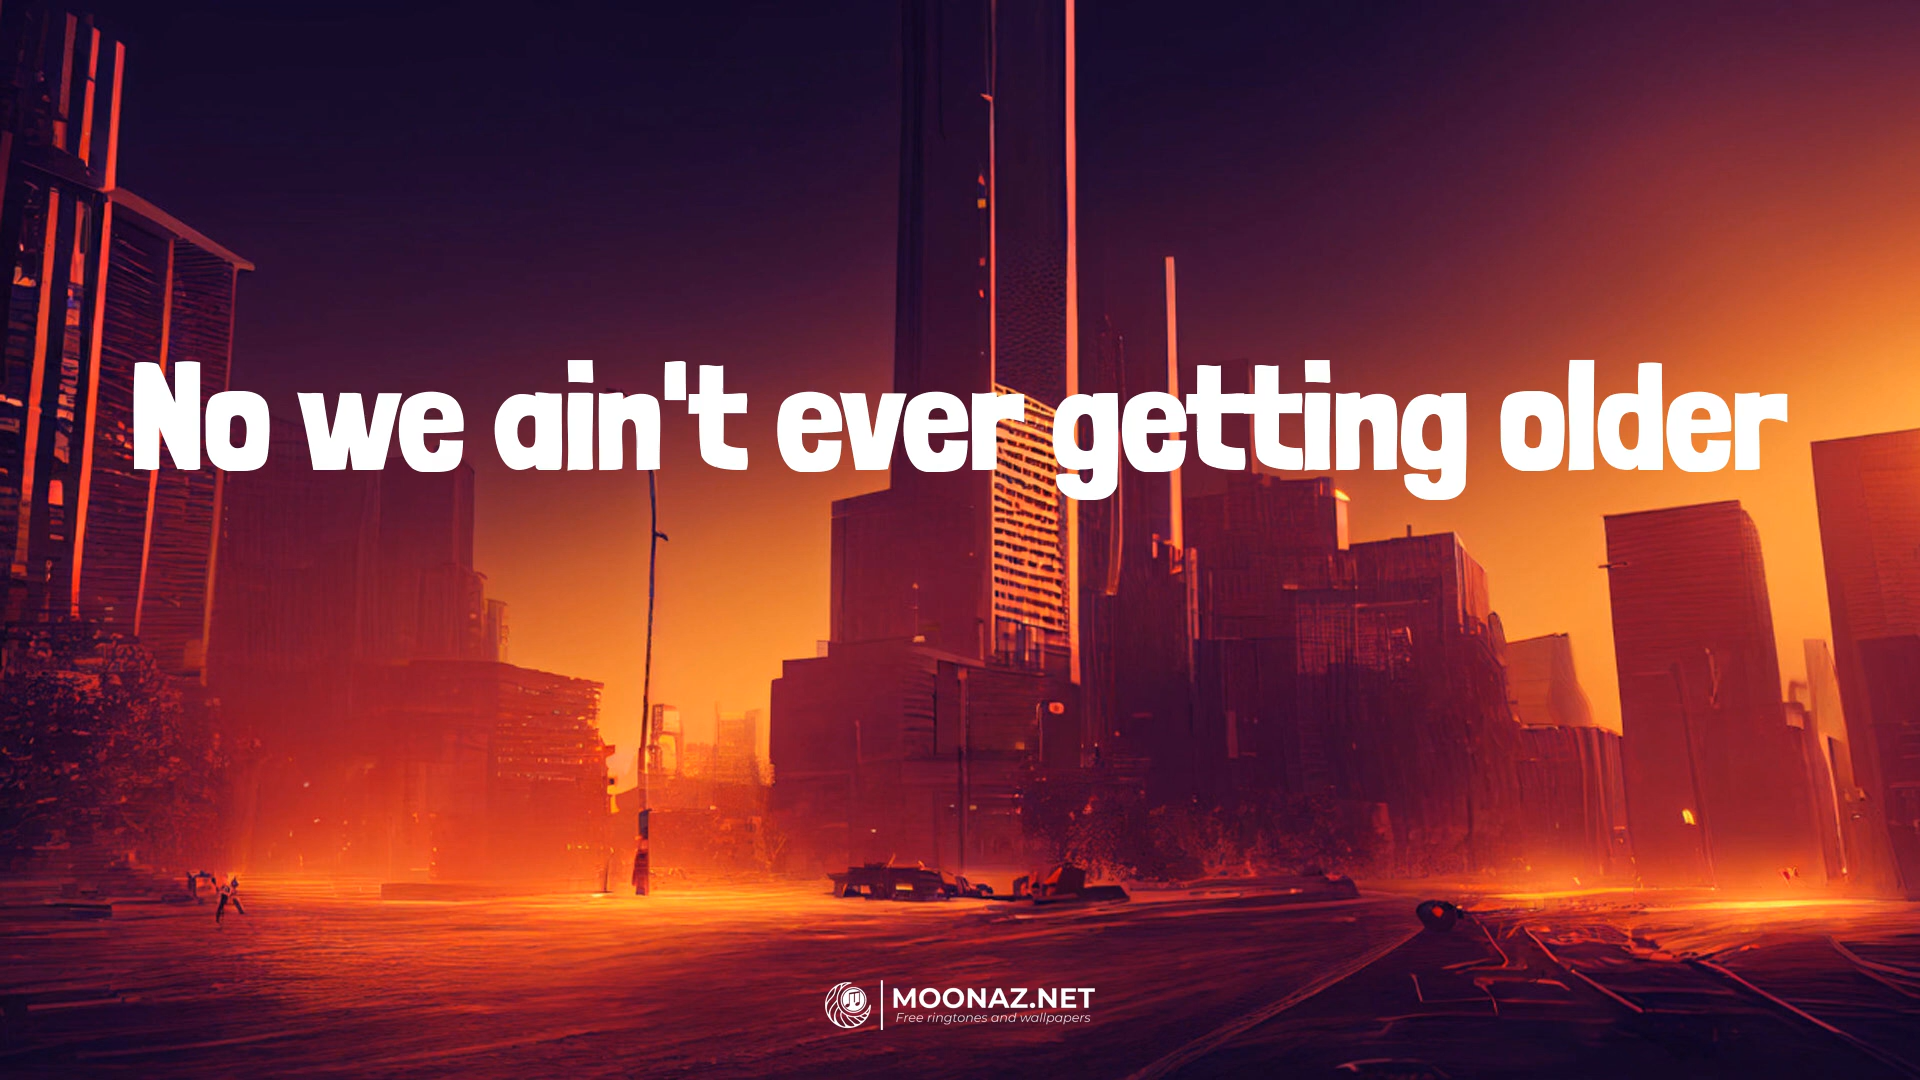 No we ain't ever getting older
MOONAZ.NET
Free ringtones and wallpapers